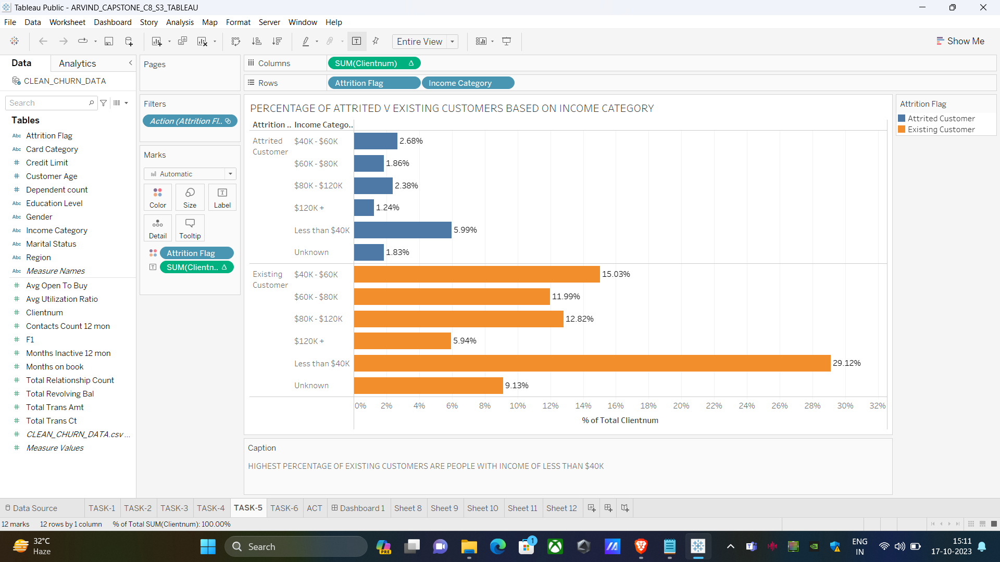 Tableau Public - ARVIND_CAPSTONE_C8_S3_TABLEAU
File Data Worksheet Dashboard Story Analysis Map Format Server Window Help
Entire View
Show Me
Data Analytics
CLEAN_CHURN_DATA
Search
Tables
Abc Attrition Flag
Abc Card Category
# Credit Limit
# Customer Age
# Dependent count
Abc Education Level
Abc Gender
Abc Income Category
Abc Marital Status
Abc Region
Abc Measure Names
# Avg Open To Buy
# Avg Utilization Ratio
# Clientnum
# Contacts Count 12 mon
# F1
# Months Inactive 12 mon
# Months on book
# Total Relationship Count
# Total Revolving Bal
# Total Trans Amt
# Total Trans Ct
# CLEAN_CHURN_DATA.csv ...
# Measure Values
Pages
Filters
Action (Attrition Fl..
Marks
Automatic
Color Size Label
Detail Tooltip
Attrition Flag
SUM(Clientn.. Δ
Columns SUM(Clientnum) Δ
Rows Attrition Flag Income Category
PERCENTAGE OF ATTRITED V EXISTING CUSTOMERS BASED ON INCOME CATEGORY
Attrition .. Income Catego..
Attrited Customer
$40K - $60K 2.68%
$60K - $80K 1.86%
$80K - $120K 2.38%
$120K + 1.24%
Less than $40K 5.99%
Unknown 1.83%
Existing Customer
$40K - $60K 15.03%
$60K - $80K 11.99%
$80K - $120K 12.82%
$120K + 5.94%
Less than $40K 29.12%
Unknown 9.13%
0% 2% 4% 6% 8% 10% 12% 14% 16% 18% 20% 22% 24% 26% 28% 30% 32%
% of Total Clientnum
Attrition Flag
Attrited Customer
Existing Customer
Caption
HIGHEST PERCENTAGE OF EXISTING CUSTOMERS ARE PEOPLE WITH INCOME OF LESS THAN $40K
Data Source TASK-1 TASK-2 TASK-3 TASK-4 TASK-5 TASK-6 ACT Dashboard 1 Sheet 8 Sheet 9 Sheet 10 Sheet 11 Sheet 12
12 marks 12 rows by 1 column % of Total SUM(Clientnum): 100.00%
32°C
Haze
Search
PRE
1
ENG
IN
15:11
17-10-2023